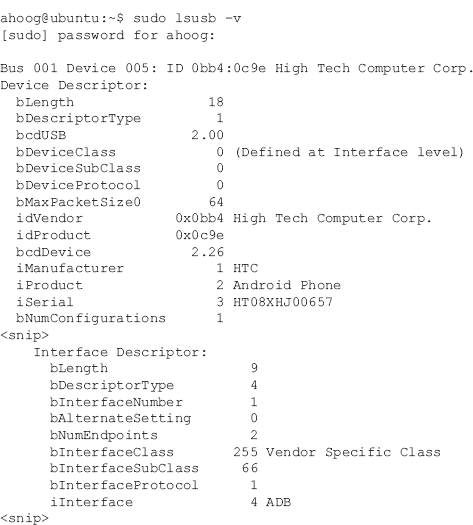 ahoog@ubuntu:~$ sudo lsusb -v
[sudo] password for ahoog:

Bus 001 Device 005: ID 0bb4:0c9e High Tech Computer Corp.
Device Descriptor:
  bLength                18
  bDescriptorType         1
  bcdUSB               2.00
  bDeviceClass            0 (Defined at Interface level)
  bDeviceSubClass         0
  bDeviceProtocol         0
  bMaxPacketSize0        64
  idVendor           0x0bb4 High Tech Computer Corp.
  idProduct          0x0c9e
  bcdDevice            2.26
  iManufacturer           1 HTC
  iProduct                2 Android Phone
  iSerial                 3 HT08XHJ00657
  bNumConfigurations      1
<snip>
    Interface Descriptor:
      bLength                 9
      bDescriptorType         4
      bInterfaceNumber        1
      bAlternateSetting       0
      bNumEndpoints           2
      bInterfaceClass       255 Vendor Specific Class
      bInterfaceSubClass     66
      bInterfaceProtocol      1
      iInterface              4 ADB
<snip>